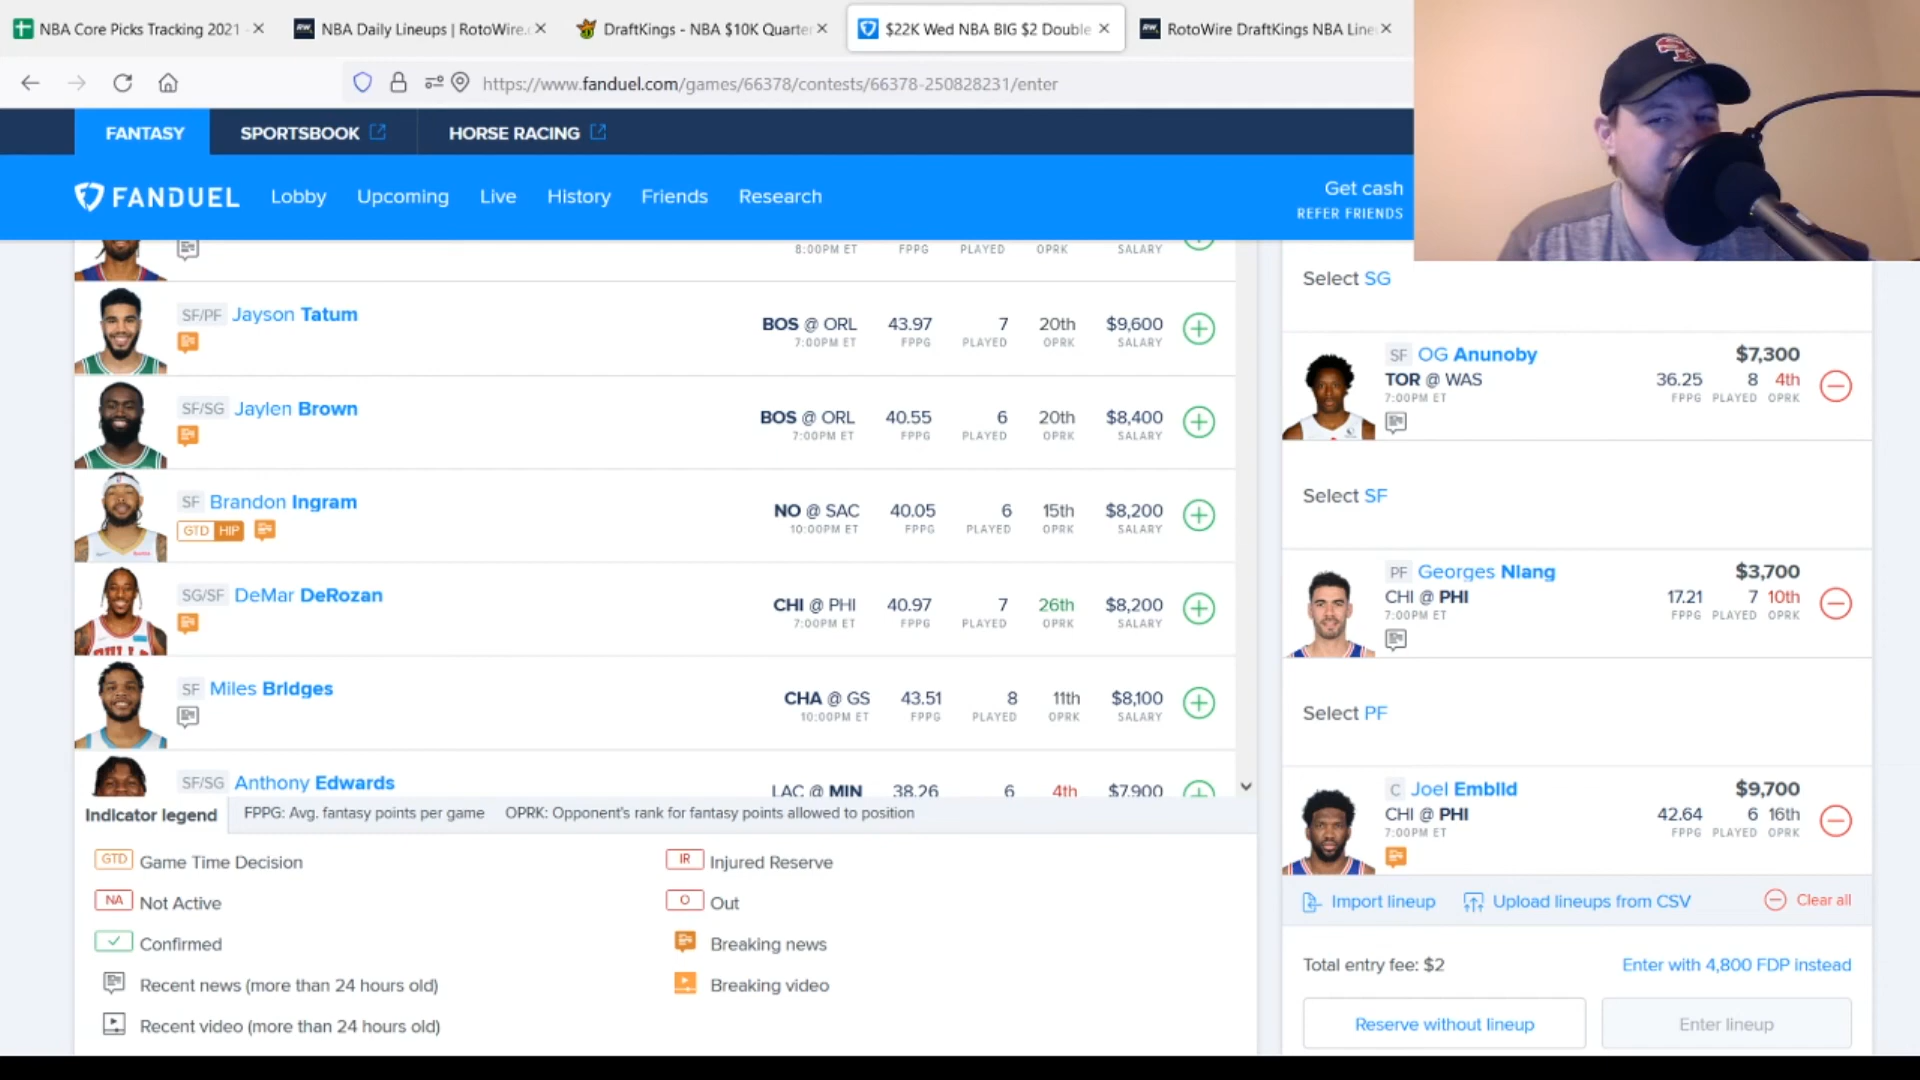 NBA Core Picks Tracking 2021 -
NBA Daily Lineups | RotoWire.c
DraftKings - NBA $10K Quarter
$22K Wed NBA BIG $2 Double
RotoWire DraftKings NBA Line
https://www.fanduel.com/games/66378/contests/66378-250828231/enter
FANTASY
SPORTSBOOK
HORSE RACING
FANDUEL
Lobby
Upcoming
Live
History
Friends
Research
Get cash
REFER FRIENDS
8:00PM ET FPPG PLAYED OPRK SALARY
SF/PF Jayson Tatum
BOS @ ORL 43.97 7 20th $9,600
7:00PM ET FPPG PLAYED OPRK SALARY
SF/SG Jaylen Brown
BOS @ ORL 40.55 6 20th $8,400
7:00PM ET FPPG PLAYED OPRK SALARY
SF Brandon Ingram
GTD HIP
NO @ SAC 40.05 6 15th $8,200
10:00PM ET FPPG PLAYED OPRK SALARY
SG/SF DeMar DeRozan
CHI @ PHI 40.97 7 26th $8,200
7:00PM ET FPPG PLAYED OPRK SALARY
SF Miles Bridges
CHA @ GS 43.51 8 11th $8,100
10:00PM ET FPPG PLAYED OPRK SALARY
SF/SG Anthony Edwards
LAC @ MIN 38.26 6 4th $7,900
Indicator legend
FPPG: Avg. fantasy points per game
OPRK: Opponent's rank for fantasy points allowed to position
GTD Game Time Decision
IR Injured Reserve
NA Not Active
O Out
Confirmed
Breaking news
Recent news (more than 24 hours old)
Breaking video
Recent video (more than 24 hours old)
Select SG
SF OG Anunoby $7,300
TOR @ WAS 36.25 8 4th
7:00PM ET FPPG PLAYED OPRK
Select SF
PF Georges Niang $3,700
CHI @ PHI 17.21 7 10th
7:00PM ET FPPG PLAYED OPRK
Select PF
C Joel Embiid $9,700
CHI @ PHI 42.64 6 16th
7:00PM ET FPPG PLAYED OPRK
Import lineup
Upload lineups from CSV
Clear all
Total entry fee: $2
Enter with 4,800 FDP instead
Reserve without lineup
Enter lineup